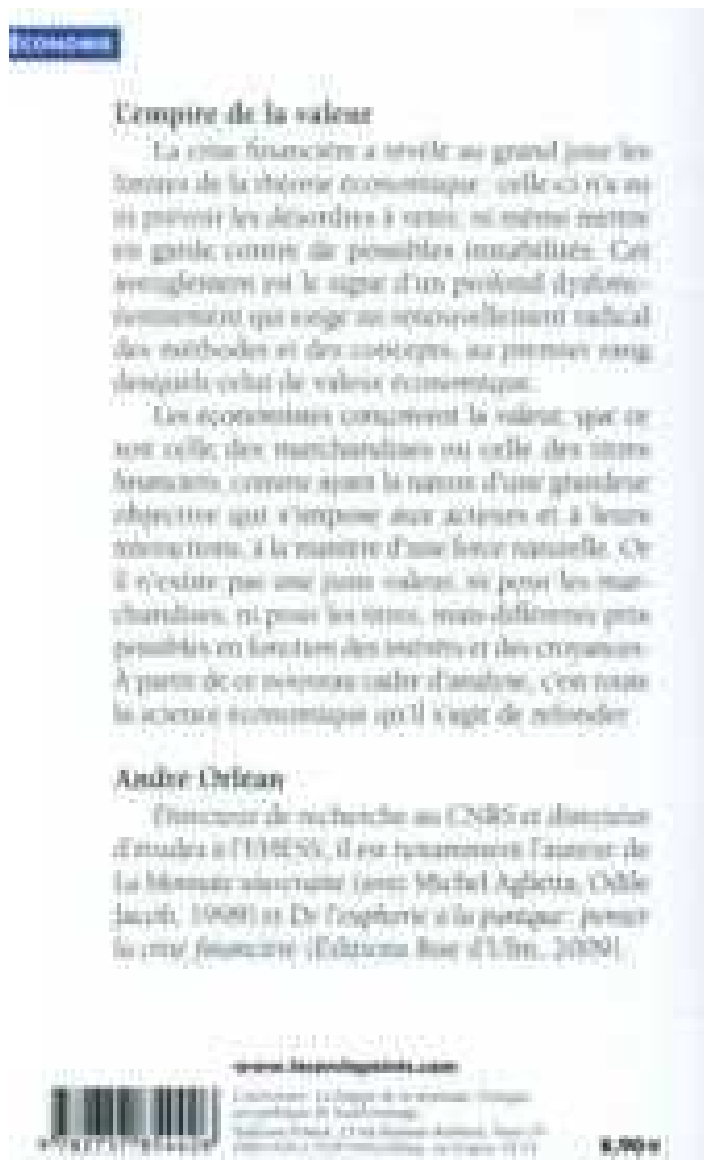 ÉCONOMIE
L'empire de la valeur
La crise financière a révélé au grand jour les
limites de la théorie économique : celle-ci n'a su
ni prévoir les désordres à venir, ni même mettre
en garde contre de possibles instabilités. Cet
aveuglement est le signe d'un profond dysfonc-
tionnement qui exige un renouvellement radical
des méthodes et des concepts, au premier rang
desquels celui de valeur économique.
Les économistes conçoivent la valeur, que ce
soit celle des marchandises ou celle des titres
financiers, comme ayant la nature d'une grandeur
objective qui s'impose aux acteurs et à leurs
interactions, à la manière d'une force naturelle. Or
il n'existe pas une juste valeur, ni pour les mar-
chandises, ni pour les titres, mais différents prix
possibles en fonction des intérêts et des croyances.
À partir de ce nouveau cadre d'analyse, c'est toute
la science économique qu'il s'agit de refonder.
André Orléan
Directeur de recherche au CNRS et directeur
d'études à l'EHESS, il est notamment l'auteur de
La Monnaie souveraine (avec Michel Aglietta, Odile
Jacob, 1998) et De l'euphorie à la panique : penser
la crise financière (Éditions Rue d'Ulm, 2009).
www.lecerclepoints.com
8,90 €